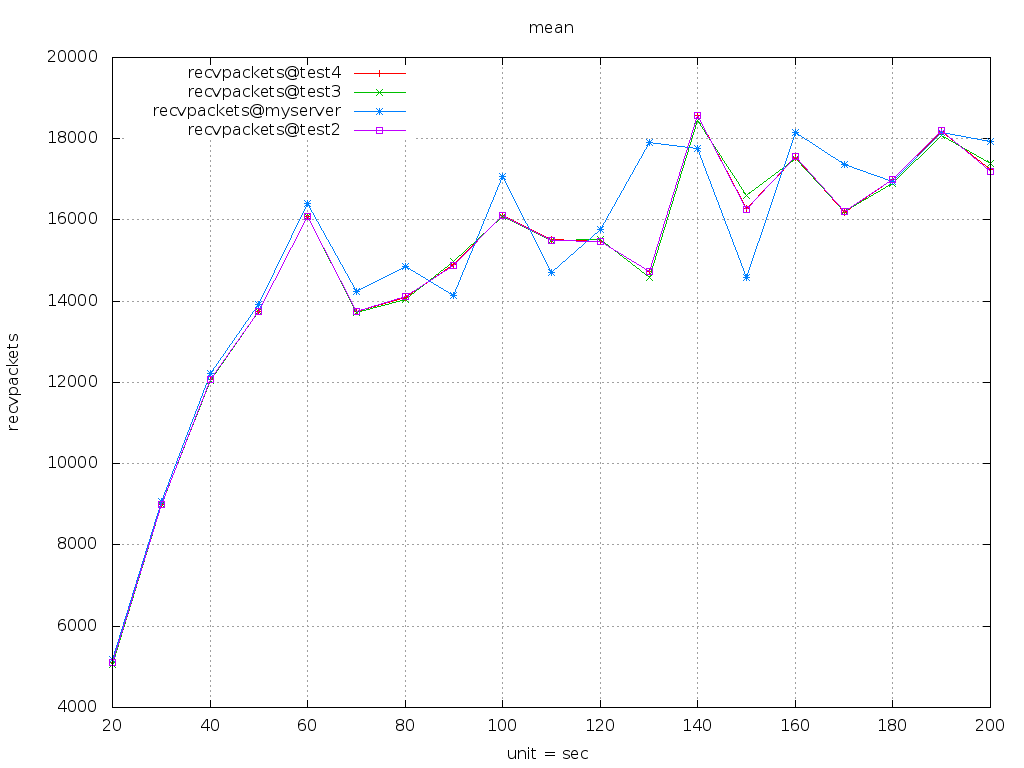 mean
20000
18000
16000
14000
12000
10000
8000
6000
4000
recvpackets@test4
recvpackets@test3
recvpackets@myserver
recvpackets@test2
recvpackets
20 40 60 80 100 120 140 160 180 200
unit = sec